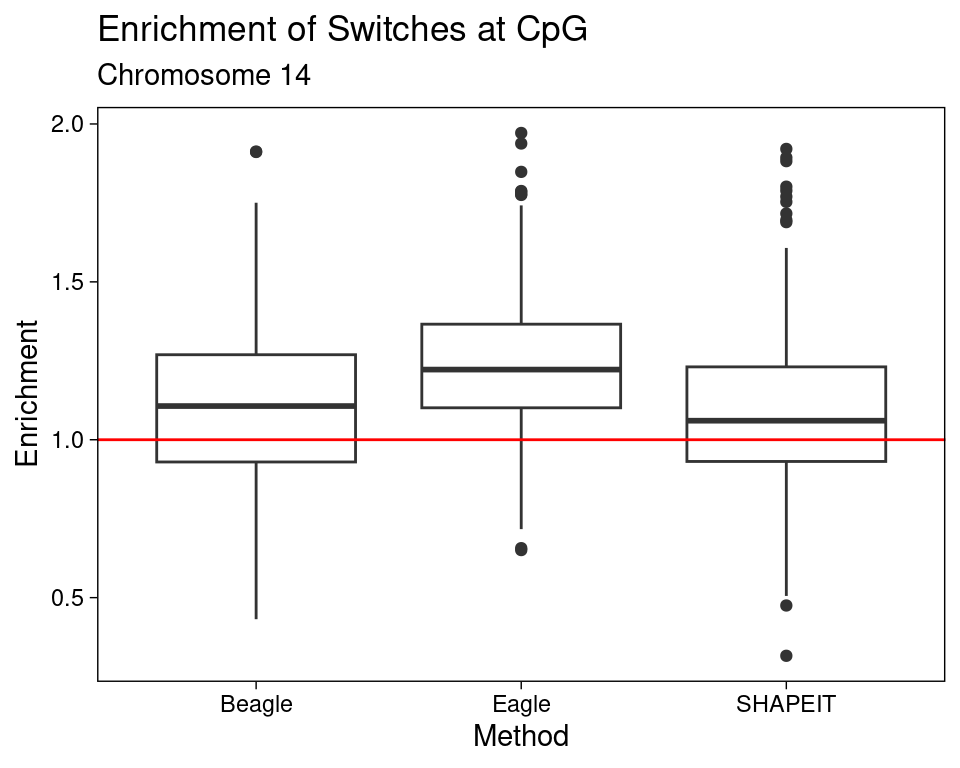 Enrichment of Switches at CpG
Chromosome 14
Enrichment
2.0
1.5
1.0
0.5
Beagle
Eagle
SHAPEIT
Method